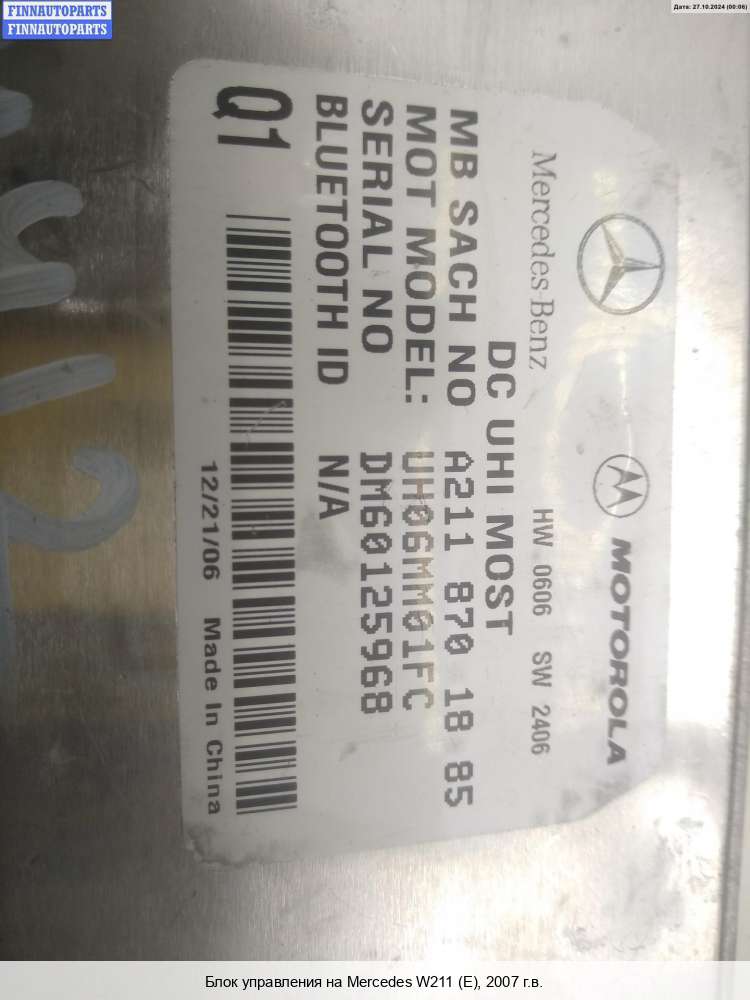 FINNAUTOPARTS
FINNAUTOPARTS
Дата: 27.10.2024 (00:06)
Mercedes-Benz
MOTOROLA
HW 0606 SW 2406
DC UHI MOST
MB SACH NO A211 870 18 85
MOT MODEL: UH06MM01FC
SERIAL NO DM60125968
BLUETOOTH ID N/A
Q1
12/21/06 Made In China
Блок управления на Mercedes W211 (E), 2007 г.в.